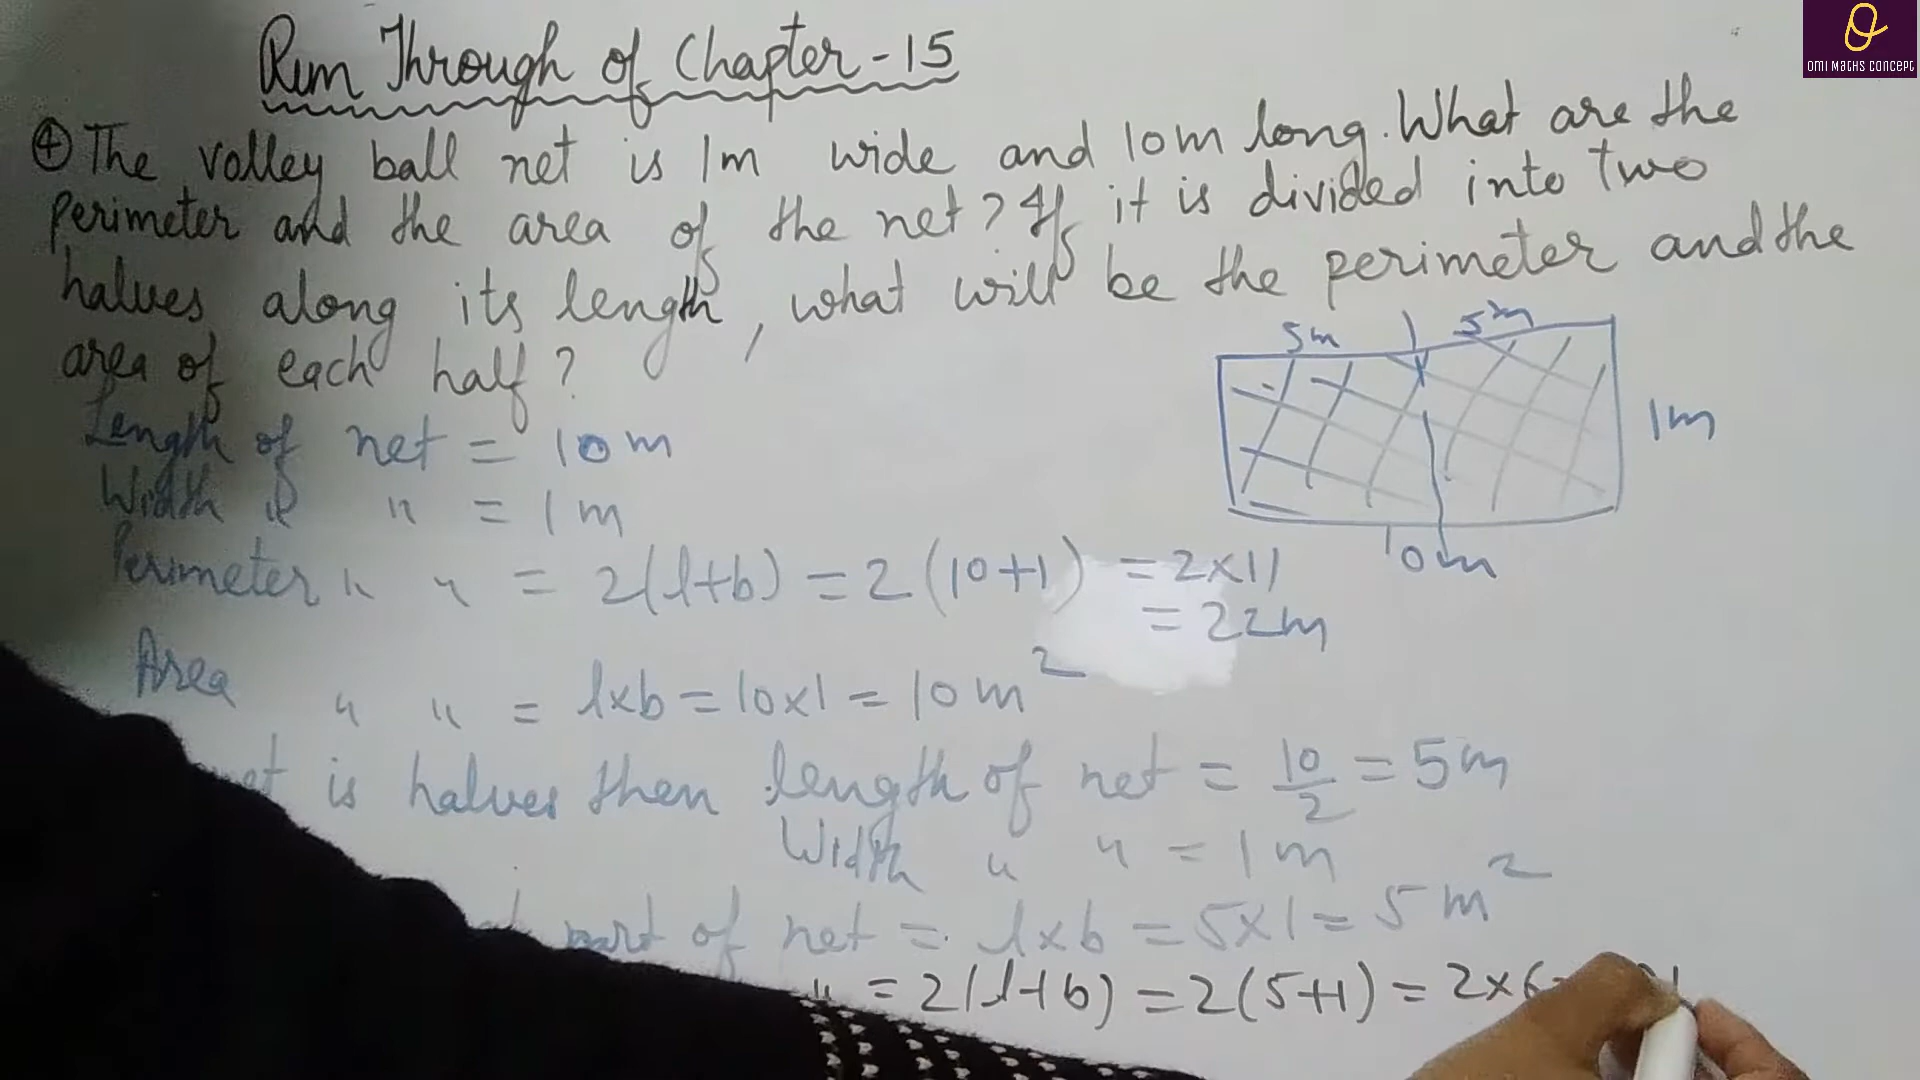 Run Through of Chapter-15
OMI MATHS CONCEPT
④ The volley ball net is 1m wide and 10m long. What are the
perimeter and the area of the net? If it is divided into two
halves along its length, what will be the perimeter and the
area of each half?
5m 5m
1m
10m
Length of net = 10m
Width " = 1m
Perimeter " " = 2(l+b) = 2(10+1) = 2×11
= 22m
Area " " = l×b = 10×1 = 10m²
is halves then length of net = 10/2 = 5m
Width " " = 1m
part of net = l×b = 5×1 = 5m²
" = 2(l+b) = 2(5+1) = 2×6